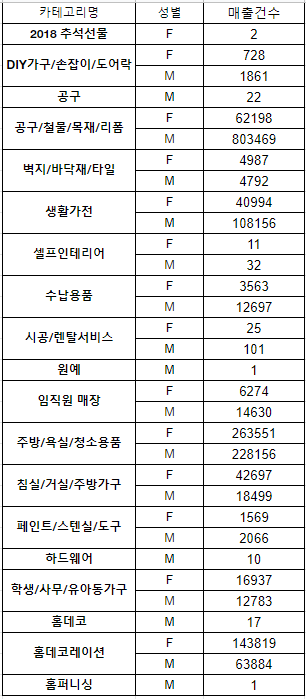 카테고리명 성별 매출건수
2018 추석선물 F 2
DIY가구/손잡이/도어락 F 728
M 1861
공구 M 22
공구/철물/목재/리폼 F 62198
M 803469
벽지/바닥재/타일 F 4987
M 4792
생활가전 F 40994
M 108156
셀프인테리어 F 11
M 32
수납용품 F 3563
M 12697
시공/렌탈서비스 F 25
M 101
원예 M 1
임직원 매장 F 6274
M 14630
주방/욕실/청소용품 F 263551
M 228156
침실/거실/주방가구 F 42697
M 18499
페인트/스텐실/도구 F 1569
M 2066
하드웨어 M 10
학생/사무/유아동가구 F 16937
M 12783
홈데코 M 17
홈데코레이션 F 143819
M 63884
홈퍼니싱 M 1